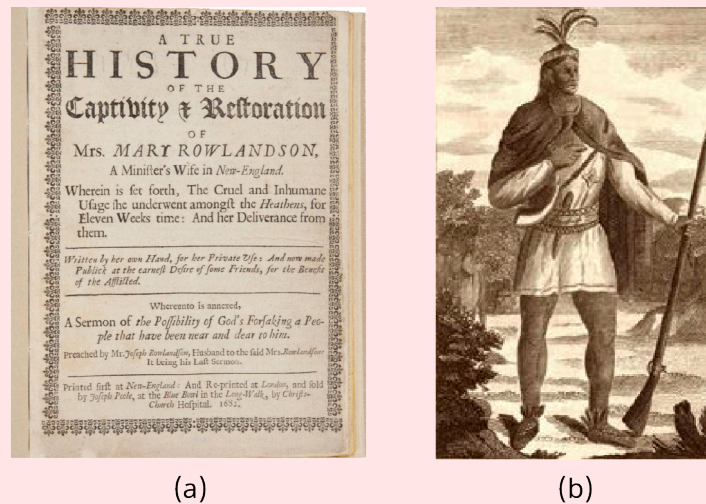 A TRUE
HISTORY
OF THE
Captivity & Reſtoration
OF
Mrs. MARY ROWLANDSON,
A Miniſter's Wife in New-England.
Wherein is ſet forth, The Cruel and Inhumane
Uſage ſhe underwent amongſt the Heathens, for
Eleven Weeks time: And her Deliverance from
them.
Written by her own Hand, for her Private Uſe: And now made
Publick at the earneſt Deſire of ſome Friends, for the Benefit
of the Afflicted.
Whereunto is annexed,
A Sermon of the Poſſibility of God's Forſaking a Peo-
ple that have been near and dear to him.
Preached by Mr. Joſeph Rowlandſon, Husband to the ſaid Mrs. Rowlandſon:
It being his Laſt Sermon.
Printed firſt at New-England: And Re-printed at London, and ſold
by Joſeph Poole, at the Blue Bowl in the Long-Walk, by Chriſts-
Church Hoſpital. 1682.
(a)
(b)